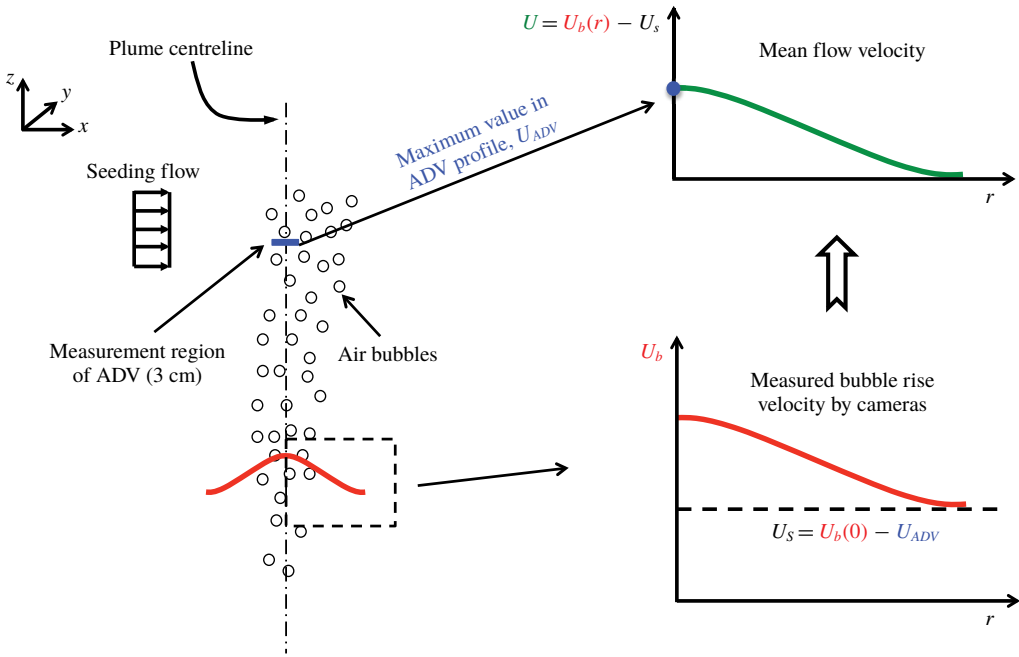 Plume centreline
z
y
x
Seeding flow
Maximum value in
ADV profile, U_ADV
Measurement region
of ADV (3 cm)
Air bubbles
U = U_b(r) − U_s
Mean flow velocity
r
U_b
Measured bubble rise
velocity by cameras
U_S = U_b(0) − U_ADV
r